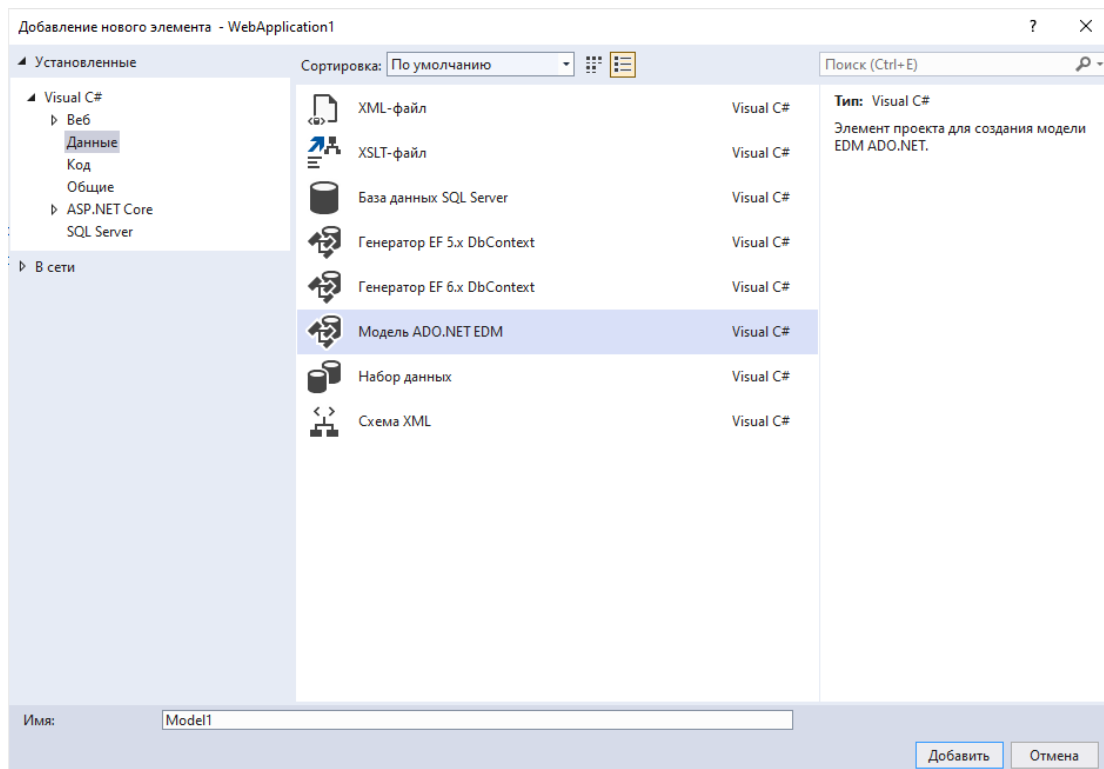 Добавление нового элемента - WebApplication1
?
Установленные
Сортировка: По умолчанию
Поиск (Ctrl+E)
Visual C#
Веб
Данные
Код
Общие
ASP.NET Core
SQL Server
В сети
XML-файл Visual C#
XSLT-файл Visual C#
База данных SQL Server Visual C#
Генератор EF 5.x DbContext Visual C#
Генератор EF 6.x DbContext Visual C#
Модель ADO.NET EDM Visual C#
Набор данных Visual C#
Схема XML Visual C#
Тип: Visual C#
Элемент проекта для создания модели
EDM ADO.NET.
Имя: Model1
Добавить Отмена